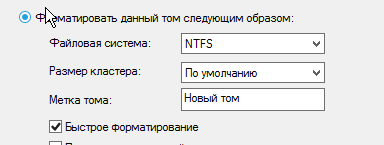 Форматировать данный том следующим образом:
Файловая система: NTFS
Размер кластера: По умолчанию
Метка тома: Новый том
Быстрое форматирование